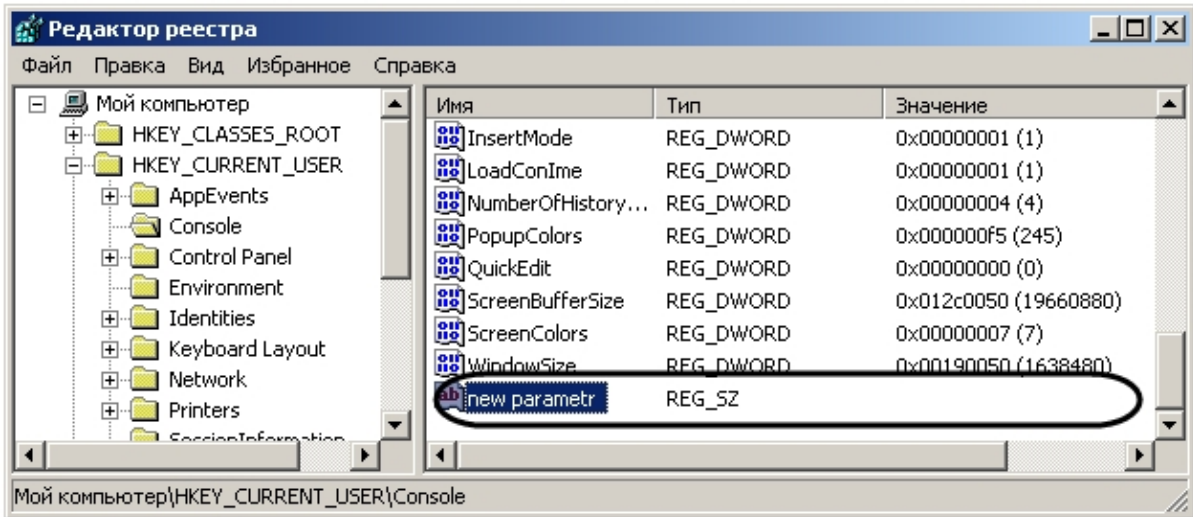 Редактор реестра
Файл Правка Вид Избранное Справка
Мой компьютер
HKEY_CLASSES_ROOT
HKEY_CURRENT_USER
AppEvents
Console
Control Panel
Environment
Identities
Keyboard Layout
Network
Printers
SessionInformation
Имя Тип Значение
InsertMode REG_DWORD 0x00000001 (1)
LoadConIme REG_DWORD 0x00000001 (1)
NumberOfHistory... REG_DWORD 0x00000004 (4)
PopupColors REG_DWORD 0x000000f5 (245)
QuickEdit REG_DWORD 0x00000000 (0)
ScreenBufferSize REG_DWORD 0x012c0050 (19660880)
ScreenColors REG_DWORD 0x00000007 (7)
WindowSize REG_DWORD 0x00190050 (1638480)
new parametr REG_SZ
Мой компьютер\HKEY_CURRENT_USER\Console